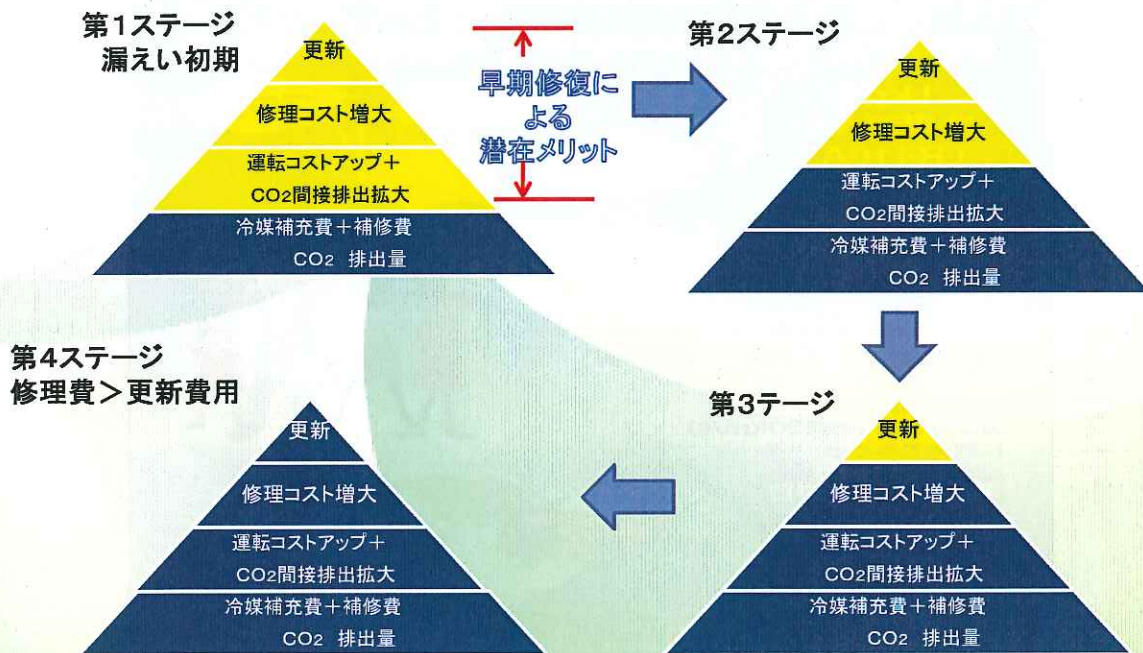 第1ステージ
漏えい初期
更新
修理コスト増大
運転コストアップ+
CO2間接排出拡大
冷媒補充費+補修費
CO2 排出量
早期修復に
よる
潜在メリット
第2ステージ
更新
修理コスト増大
運転コストアップ+
CO2間接排出拡大
冷媒補充費+補修費
CO2 排出量
第3テージ
更新
修理コスト増大
運転コストアップ+
CO2間接排出拡大
冷媒補充費+補修費
CO2 排出量
第4ステージ
修理費>更新費用
更新
修理コスト増大
運転コストアップ+
CO2間接排出拡大
冷媒補充費+補修費
CO2 排出量